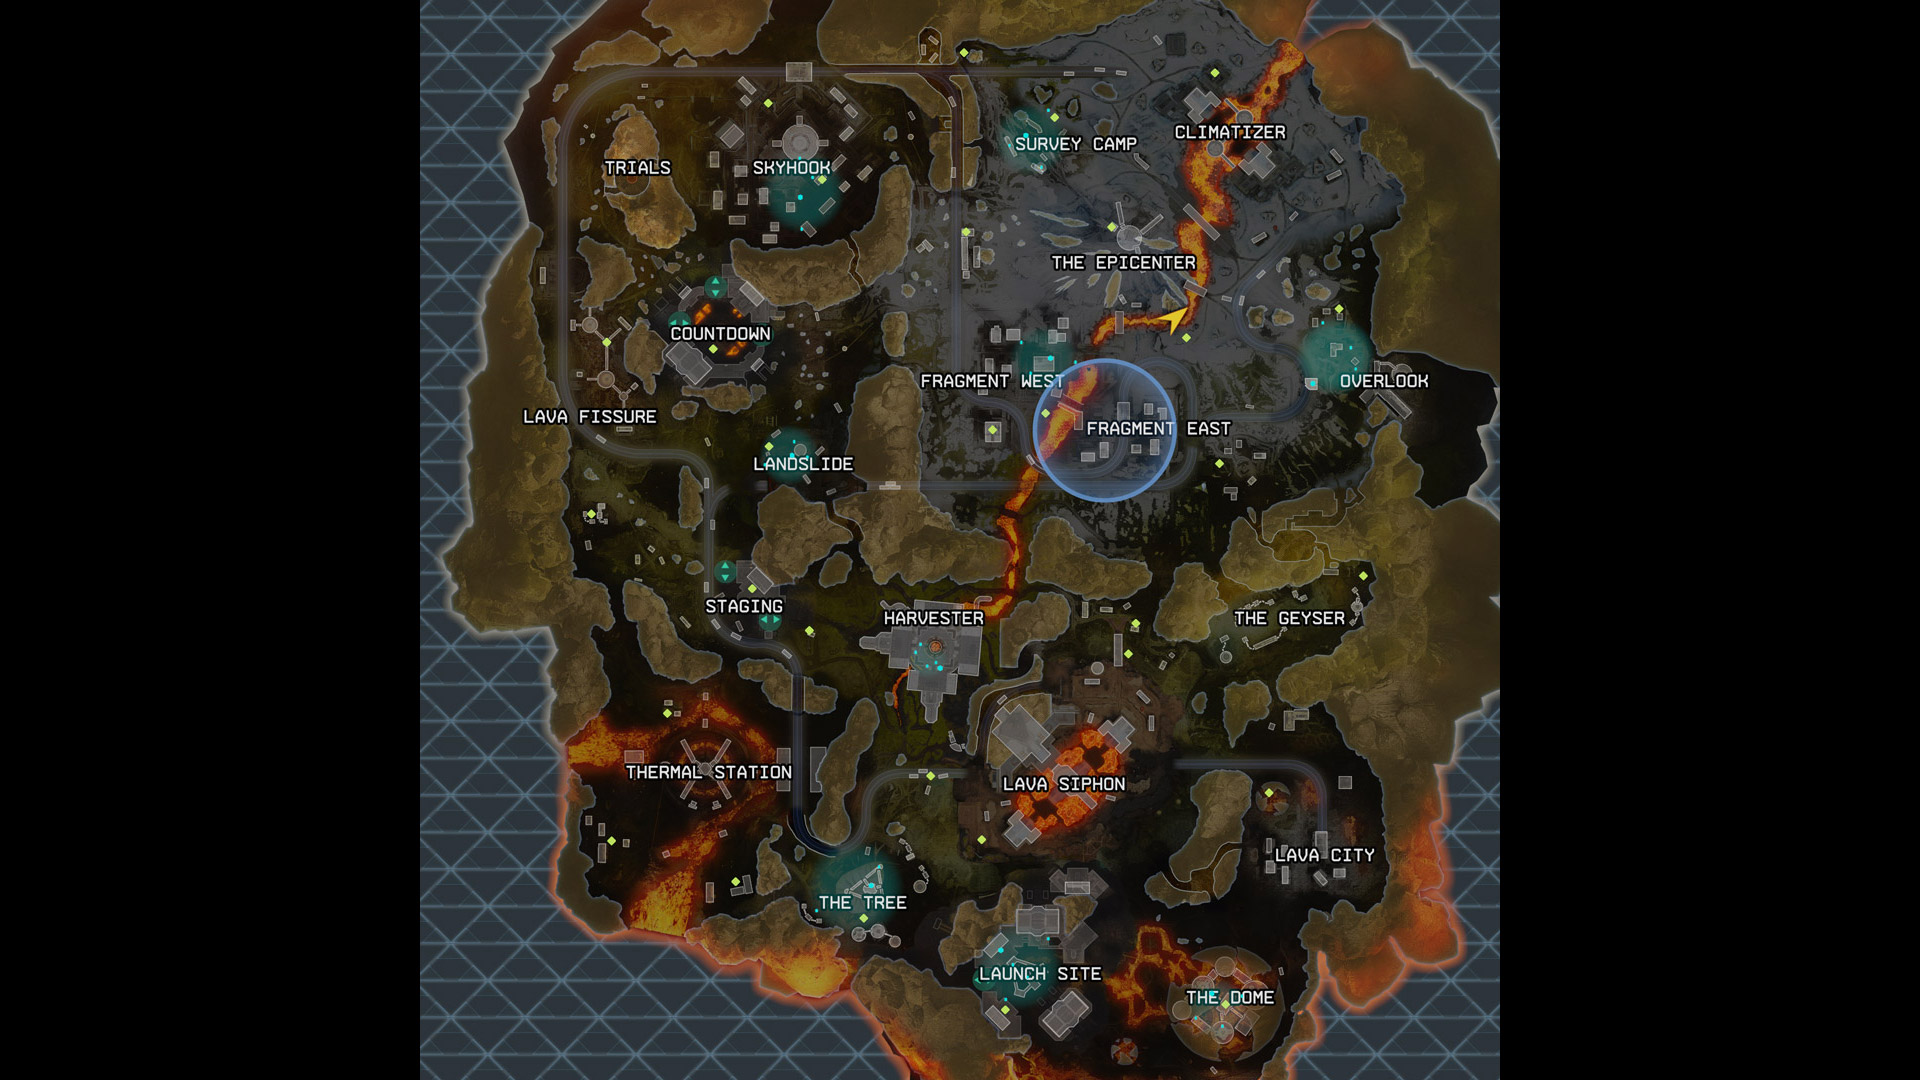 CLIMATIZER
SURVEY CAMP
TRIALS
SKYHOOK
THE EPICENTER
COUNTDOWN
FRAGMENT WEST
OVERLOOK
LAVA FISSURE
FRAGMENT EAST
LANDSLIDE
STAGING
HARVESTER
THE GEYSER
THERMAL STATION
LAVA SIPHON
LAVA CITY
THE TREE
LAUNCH SITE
THE DOME